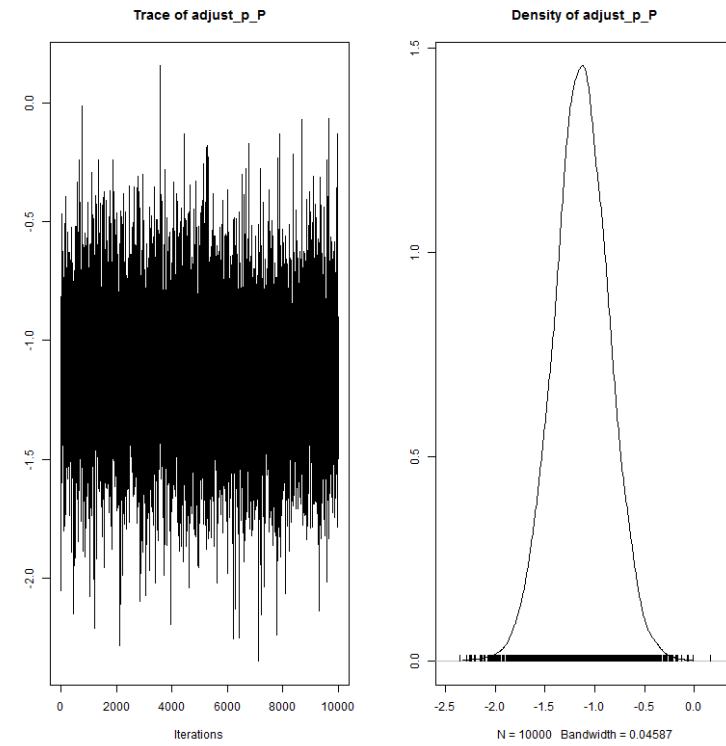 Trace of adjust_p_P
Density of adjust_p_P
0.0
-0.5
-1.0
-1.5
-2.0
0 2000 4000 6000 8000 10000
Iterations
1.5
1.0
0.5
0.0
-2.5 -2.0 -1.5 -1.0 -0.5 0.0
N = 10000 Bandwidth = 0.04587